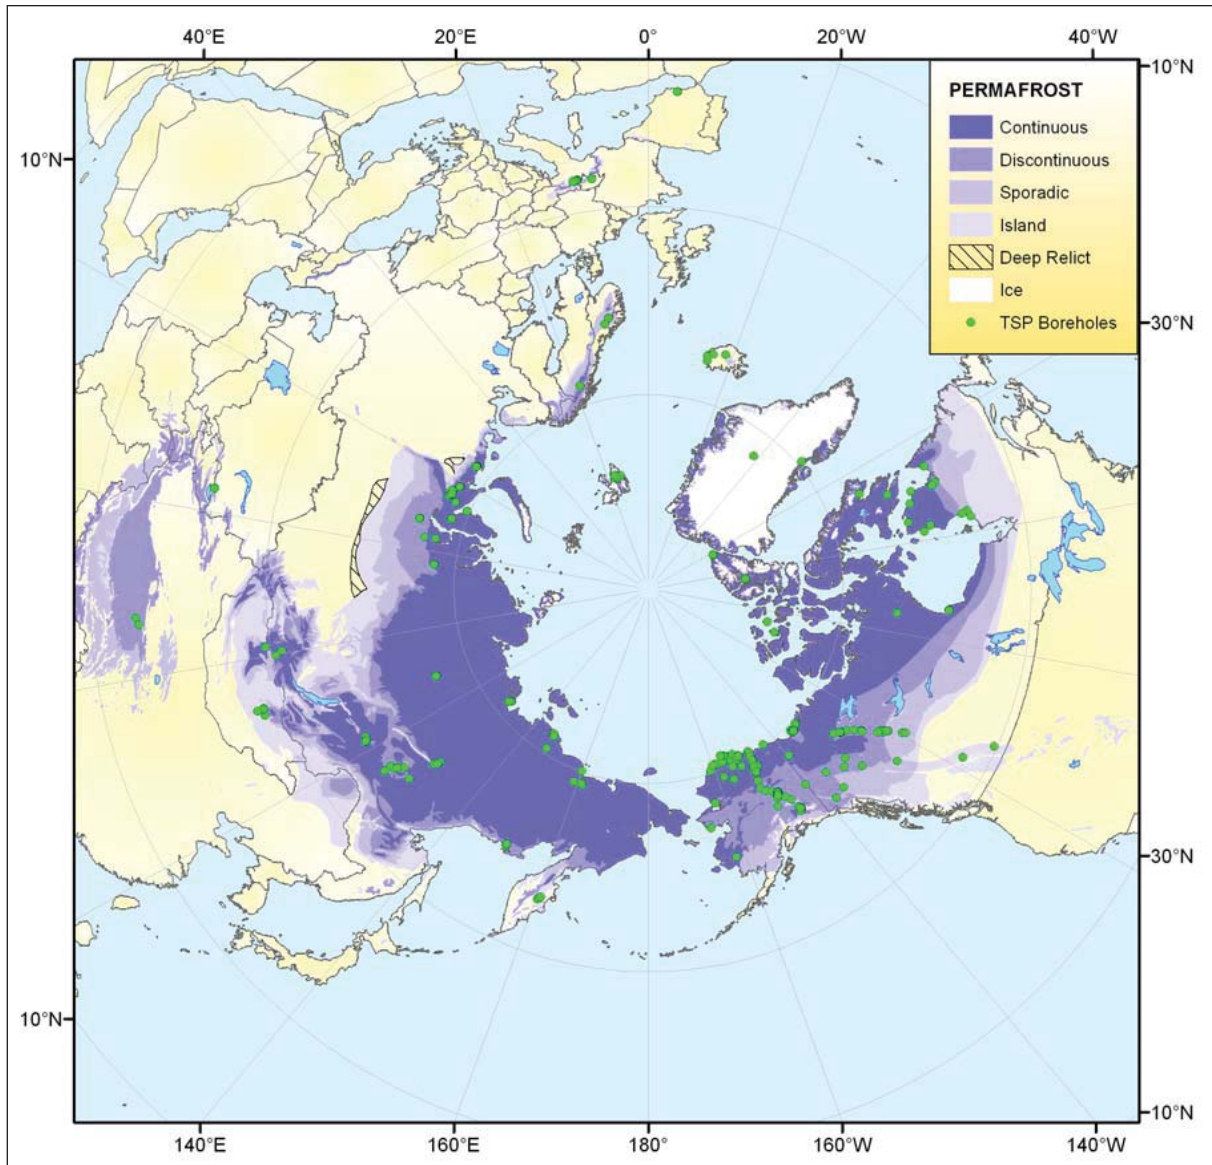 40°E 20°E 0° 20°W 40°W
10°N
10°N
PERMAFROST
Continuous
Discontinuous
Sporadic
Island
Deep Relict
Ice
TSP Boreholes
30°N
30°N
10°N
10°N
140°E 160°E 180° 160°W 140°W